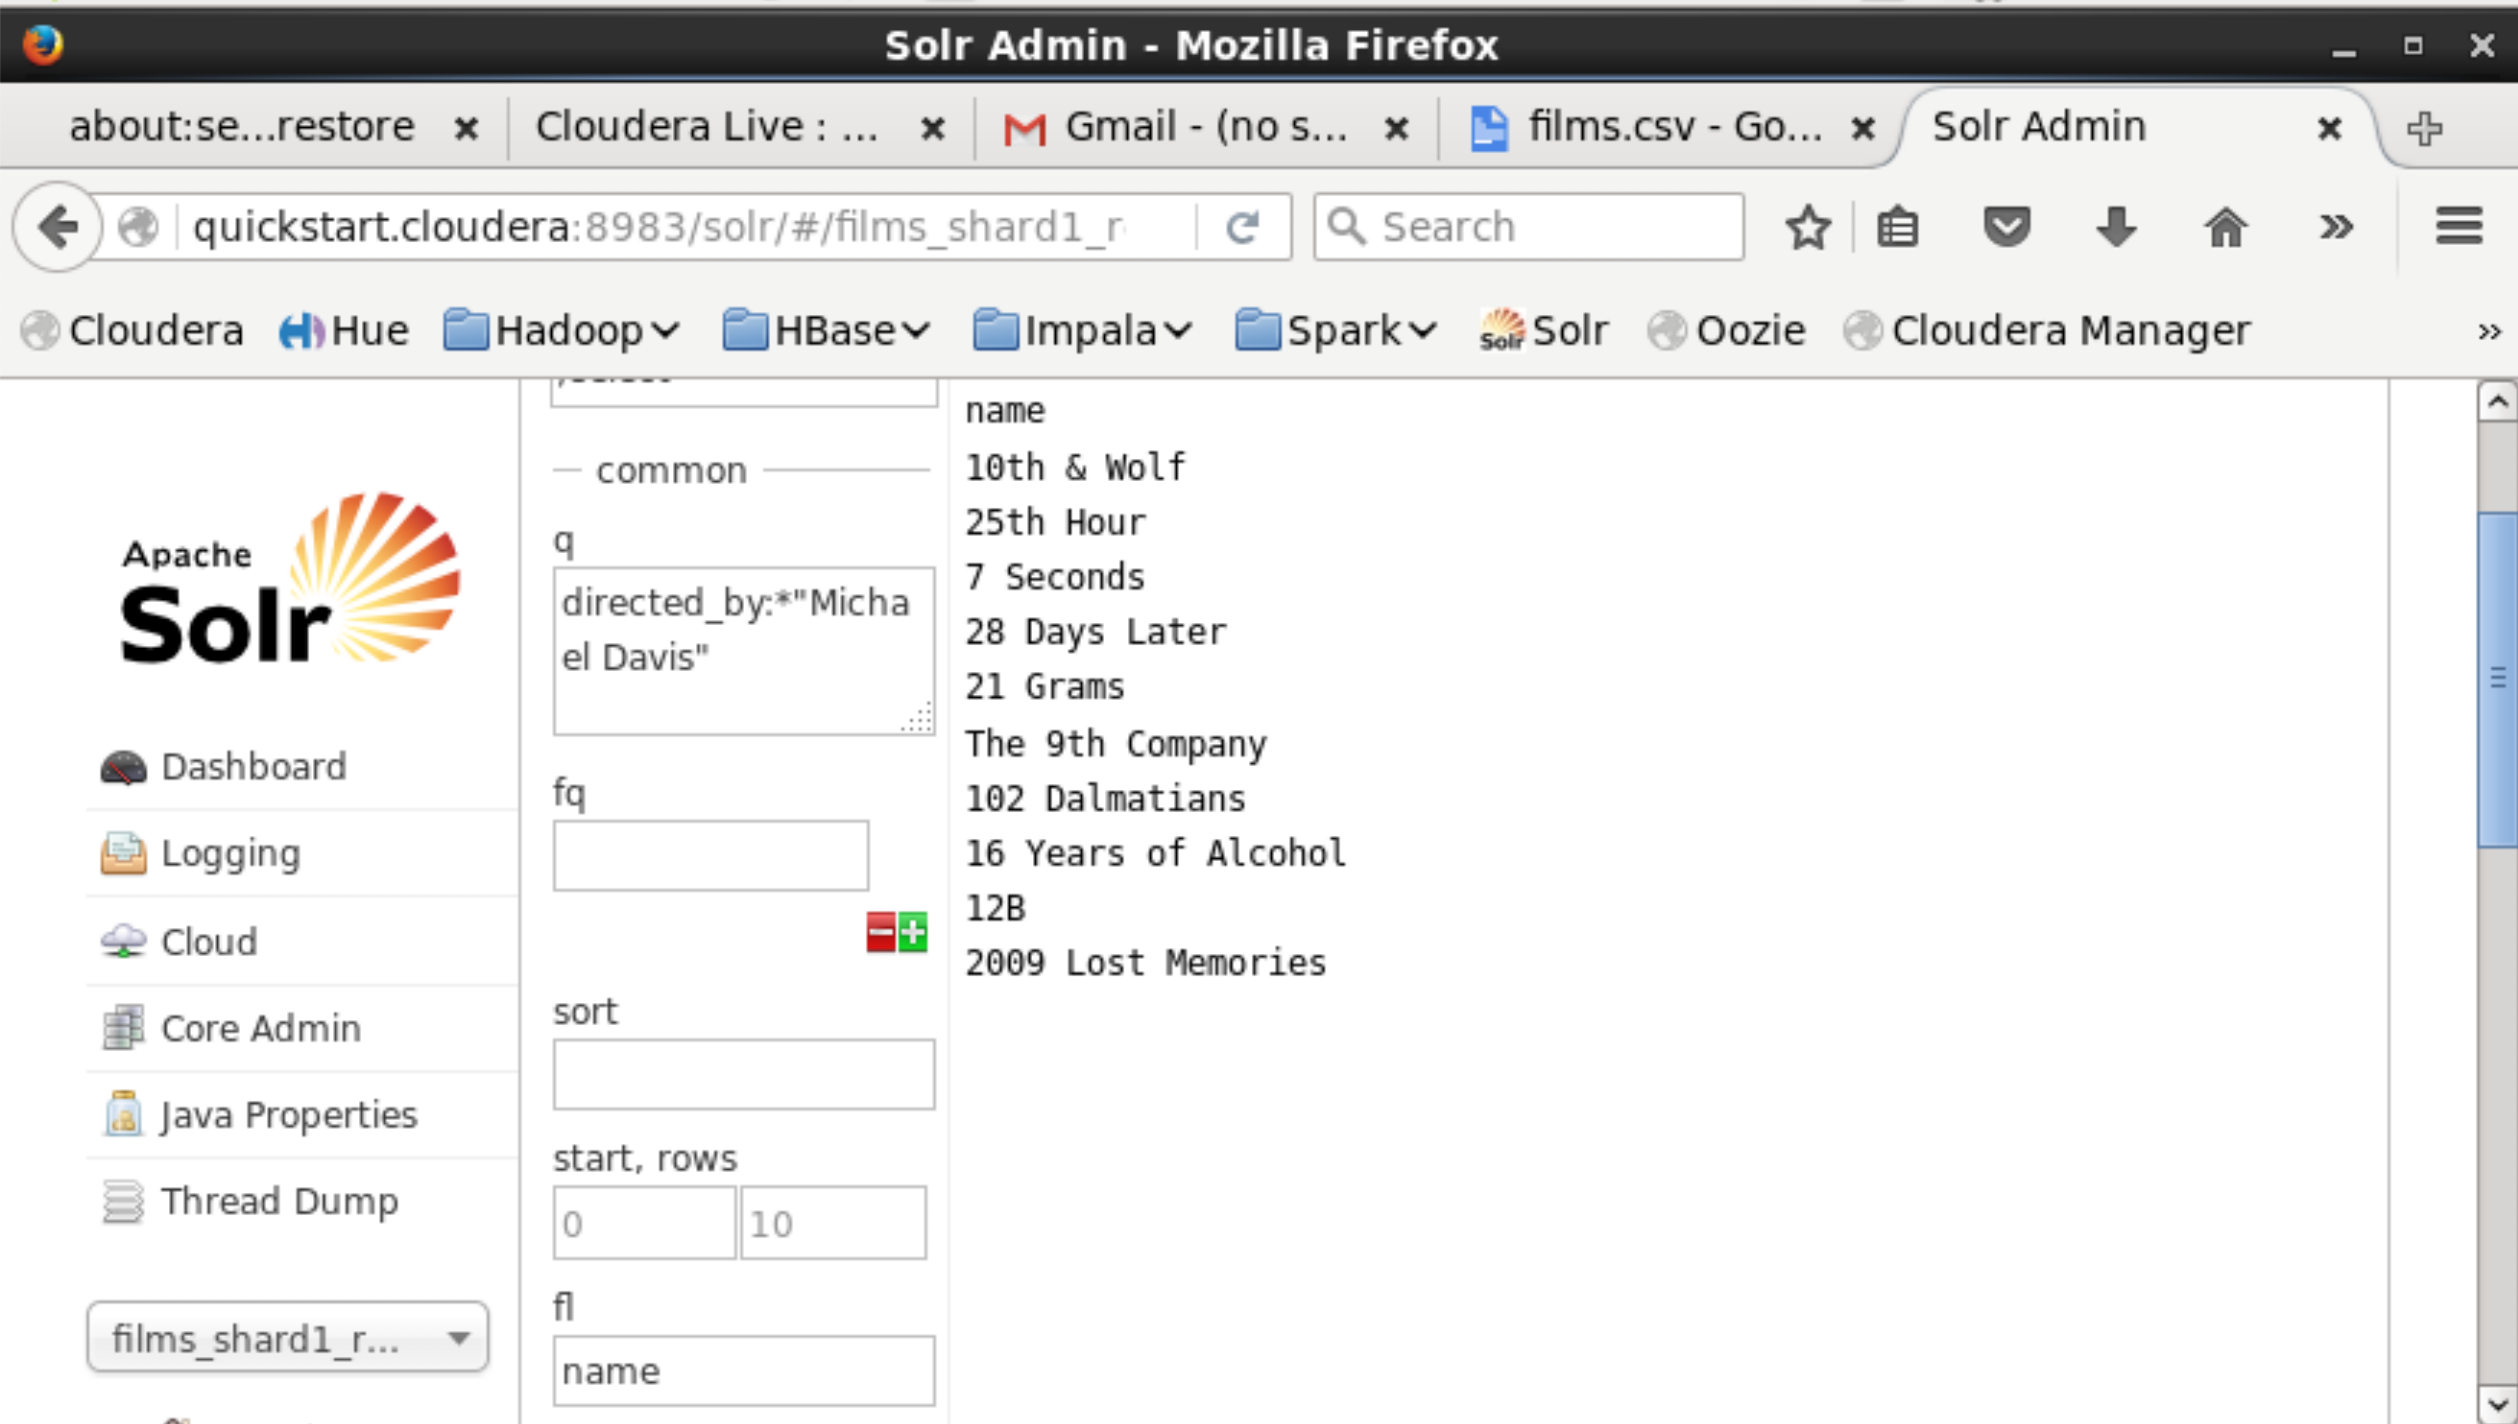 Solr Admin - Mozilla Firefox
about:se...restore
Cloudera Live : ...
Gmail - (no s...
films.csv - Go...
Solr Admin
quickstart.cloudera:8983/solr/#/films_shard1_r
Search
Cloudera
Hue
Hadoop
HBase
Impala
Spark
Solr
Solr
Oozie
Cloudera Manager
»
Apache
Solr
Dashboard
Logging
Cloud
Core Admin
Java Properties
Thread Dump
films_shard1_r...
common
q
directed_by:*"Micha
el Davis"
fq
sort
start, rows
0
10
fl
name
name
10th & Wolf
25th Hour
7 Seconds
28 Days Later
21 Grams
The 9th Company
102 Dalmatians
16 Years of Alcohol
12B
2009 Lost Memories